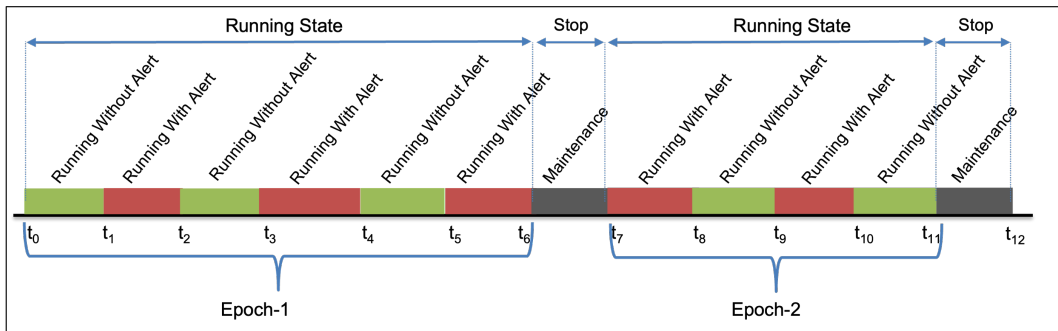 Running State
Stop
Running State
Stop
Running Without Alert
Running With Alert
Running Without Alert
Running With Alert
Running Without Alert
Running With Alert
Maintenance
Running With Alert
Running Without Alert
Running With Alert
Running Without Alert
Maintenance
t0 t1 t2 t3 t4 t5 t6 t7 t8 t9 t10 t11 t12
Epoch-1
Epoch-2